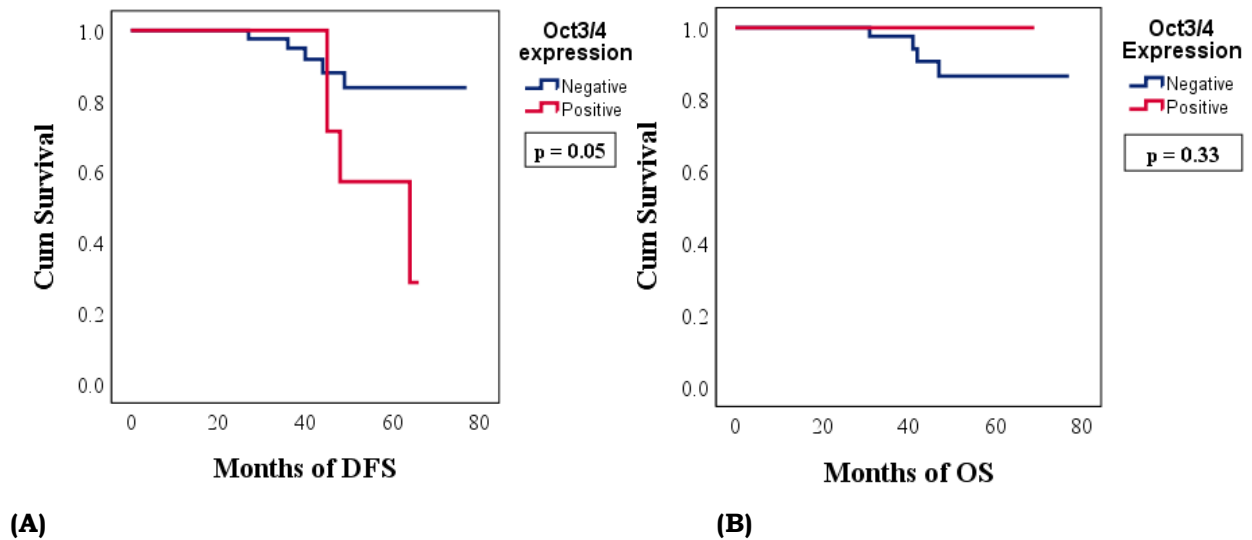 1.0
0.8
0.6
0.4
0.2
0.0
Cum Survival
0 20 40 60 80
Months of DFS
Oct3/4
expression
Negative
Positive
p = 0.05
(A)
1.0
0.8
0.6
0.4
0.2
0.0
Cum Survival
0 20 40 60 80
Months of OS
Oct3/4
Expression
Negative
Positive
p = 0.33
(B)